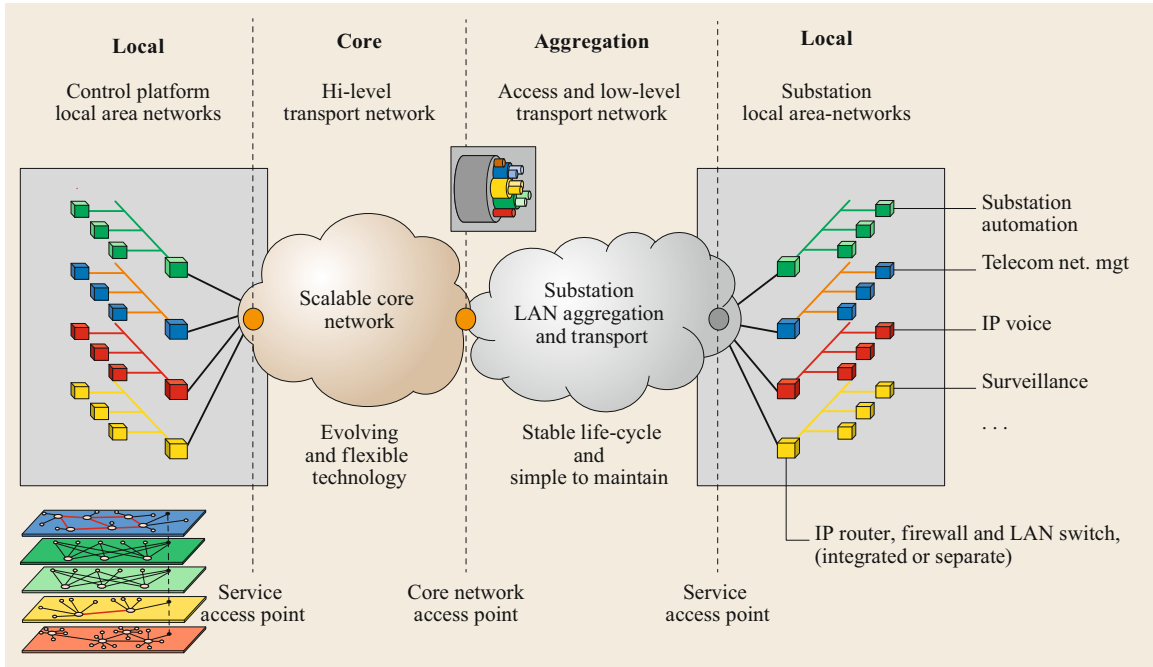 Local
Core
Aggregation
Local
Control platform
local area networks
Hi-level
transport network
Access and low-level
transport network
Substation
local area-networks
Scalable core
network
Substation
LAN aggregation
and transport
Substation
automation
Telecom net. mgt
IP voice
Surveillance
. . .
Evolving
and flexible
technology
Stable life-cycle
and
simple to maintain
IP router, firewall and LAN switch,
(integrated or separate)
Service
access point
Core network
access point
Service
access point